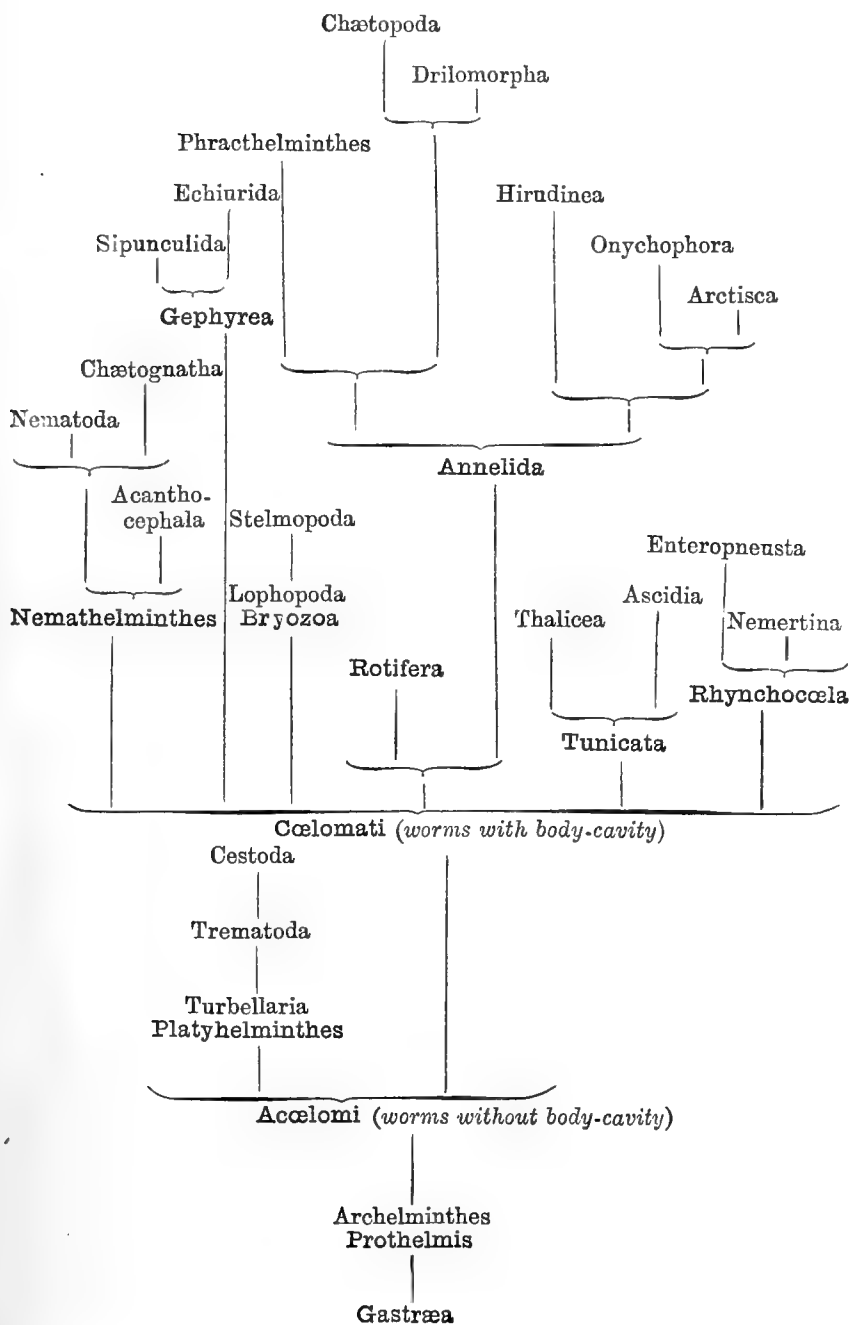 Chætopoda
Drilomorpha
Phracthelminthes
Echiurida
Hirudinea
Sipunculida
Onychophora
Arctisca
Gephyrea
Chætognatha
Nematoda
Annelida
Acantho-
cephala
Stelmopoda
Enteropneusta
Lophopoda
Ascidia
Nemathelminthes
Bryozoa
Thalicea
Nemertina
Rotifera
Rhynchocœla
Tunicata
Cœlomati (worms with body-cavity)
Cestoda
Trematoda
Turbellaria
Platyhelminthes
Acœlomi (worms without body-cavity)
Archelminthes
Prothelmis
Gastræa